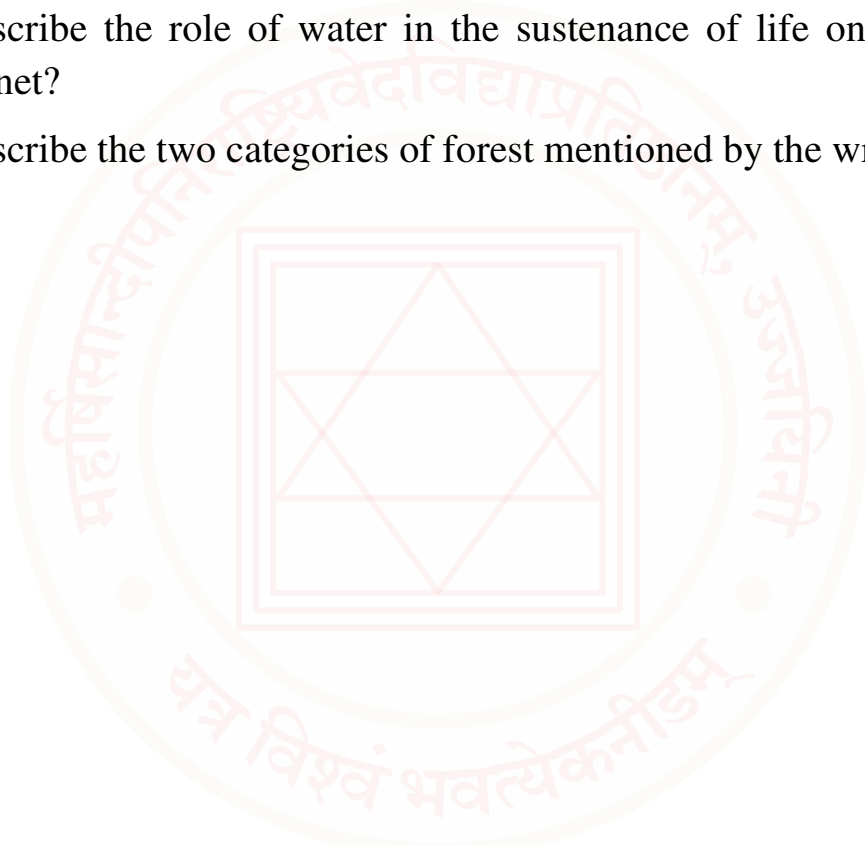 scribe the role of water in the sustenance of life on
net?
scribe the two categories of forest mentioned by the w
महर्षिसान्दीपनिराष्ट्रियवेदविद्याप्रतिष्ठानम्, उज्जयिनी
यत्र विश्वं भवत्येकनीडम्